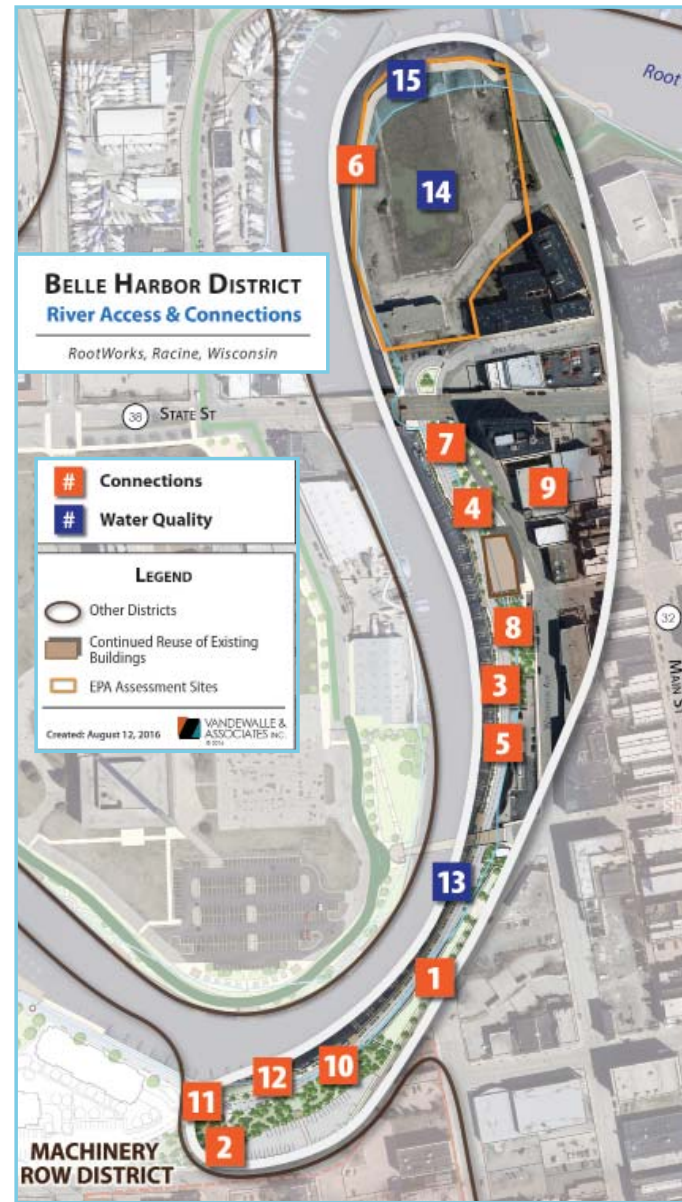 15
Root
6
14
BELLE HARBOR DISTRICT
River Access & Connections
RootWorks, Racine, Wisconsin
38
STATE ST
7
# Connections
# Water Quality
9
4
LEGEND
Other Districts
Continued Reuse of Existing
Buildings
EPA Assessment Sites
Created: August 12, 2016
VANDEWALLE &
ASSOCIATES INC.
8
32
MAIN ST
3
5
13
1
10
12
11
2
MACHINERY
ROW DISTRICT